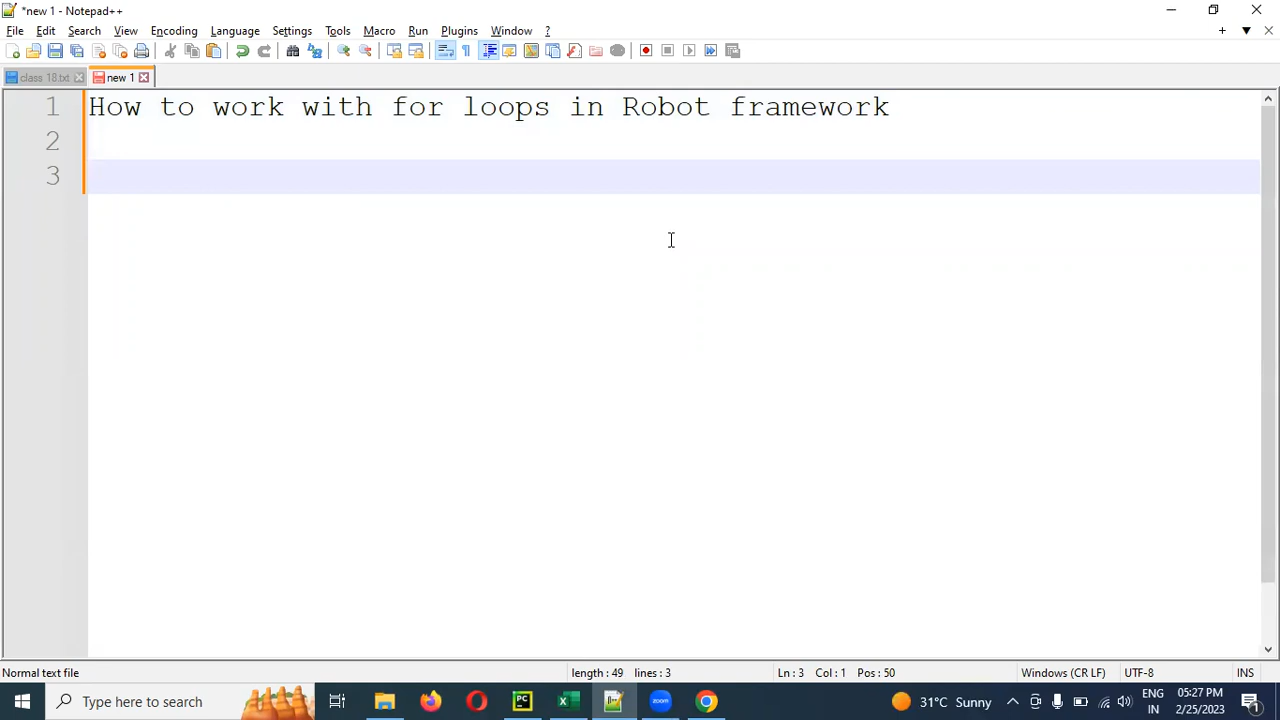 *new 1 - Notepad++
File Edit Search View Encoding Language Settings Tools Macro Run Plugins Window ?
class 18.txt new 1
1 How to work with for loops in Robot framework
2
3
Normal text file length : 49 lines : 3 Ln : 3 Col : 1 Pos : 50 Windows (CR LF) UTF-8 INS
Type here to search PC zoom 31°C Sunny ENG IN 05:27 PM 2/25/2023 1